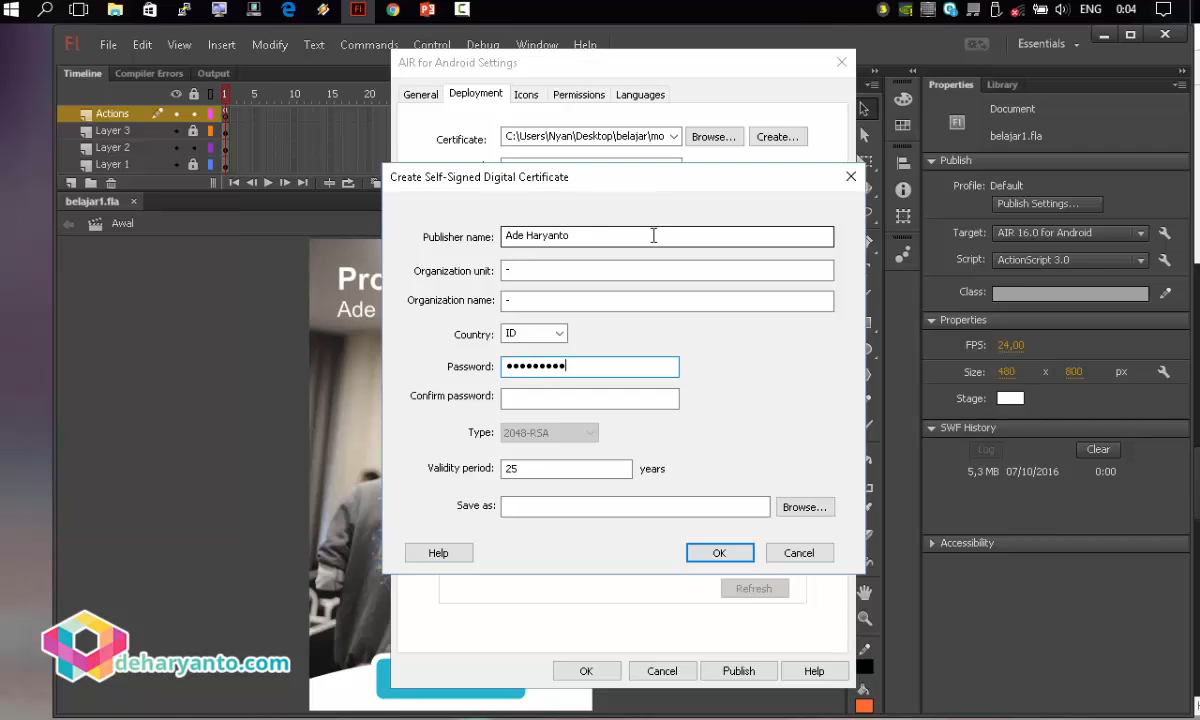 ENG 0:04
Fl File Edit View Insert Modify Text Commands Control Debug Window Help
Essentials
Timeline Compiler Errors Output
1 5 10 15 20
Actions
Layer 3
Layer 2
Layer 1
belajar1.fla
Awal
Pro
Ade
deharyanto.com
AIR for Android Settings
General Deployment Icons Permissions Languages
Certificate: C:\Users\Nyan\Desktop\belajar\mo Browse... Create...
Create Self-Signed Digital Certificate
Publisher name: Ade Haryanto
Organization unit: -
Organization name: -
Country: ID
Password: •••••••••
Confirm password:
Type: 2048-RSA
Validity period: 25 years
Save as: Browse...
Help OK Cancel
Refresh
OK Cancel Publish Help
Properties Library
Document
Fl belajar1.fla
Publish
Profile: Default
Publish Settings...
Target: AIR 16.0 for Android
Script: ActionScript 3.0
Class:
Properties
FPS: 24,00
Size: 480 x 800 px
Stage:
SWF History
Log Clear
5,3 MB 07/10/2016 0:00
Accessibility